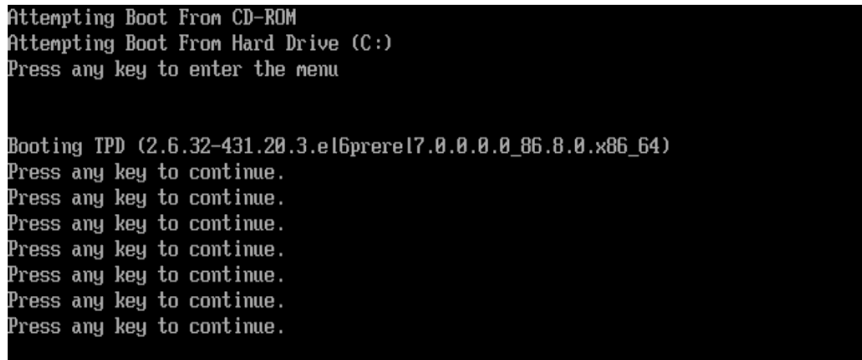 Attempting Boot From CD-ROM
Attempting Boot From Hard Drive (C:)
Press any key to enter the menu
Booting TPD (2.6.32-431.20.3.el6prerel7.0.0.0.0_86.8.0.x86_64)
Press any key to continue.
Press any key to continue.
Press any key to continue.
Press any key to continue.
Press any key to continue.
Press any key to continue.
Press any key to continue.